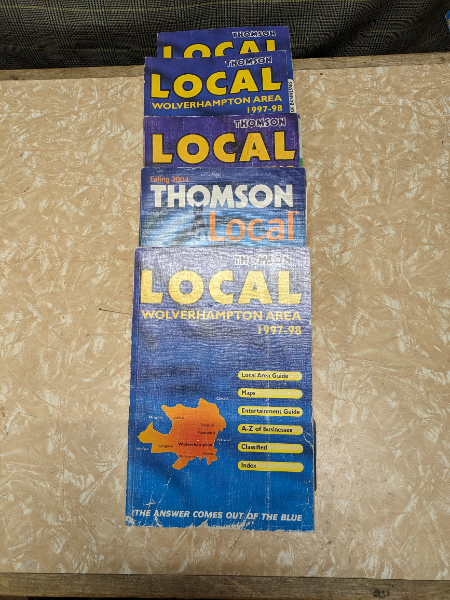 THOMSON
LOCAL
THOMSON
LOCAL
WOLVERHAMPTON AREA
1997-98
THOMSON
LOCAL
Ealing 2004
THOMSON
Local
THOMSON
LOCAL
WOLVERHAMPTON AREA
1997-98
Local Area Guide
Maps
Entertainment Guide
A-Z of Businesses
Classified
Index
Wolverhampton
THE ANSWER COMES OUT OF THE BLUE